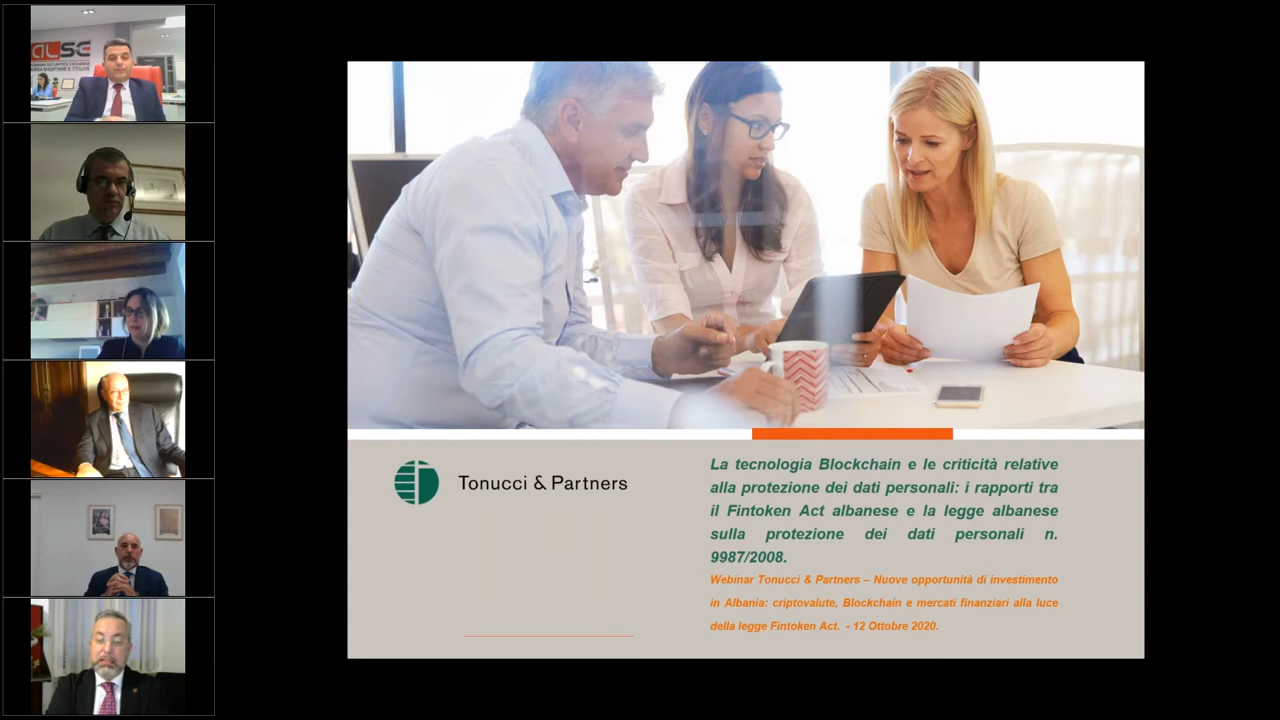 ALSE
Tonucci & Partners
La tecnologia Blockchain e le criticità relative
alla protezione dei dati personali: i rapporti tra
il Fintoken Act albanese e la legge albanese
sulla protezione dei dati personali n.
9987/2008.
Webinar Tonucci & Partners – Nuove opportunità di investimento
in Albania: criptovalute, Blockchain e mercati finanziari alla luce
della legge Fintoken Act. - 12 Ottobre 2020.